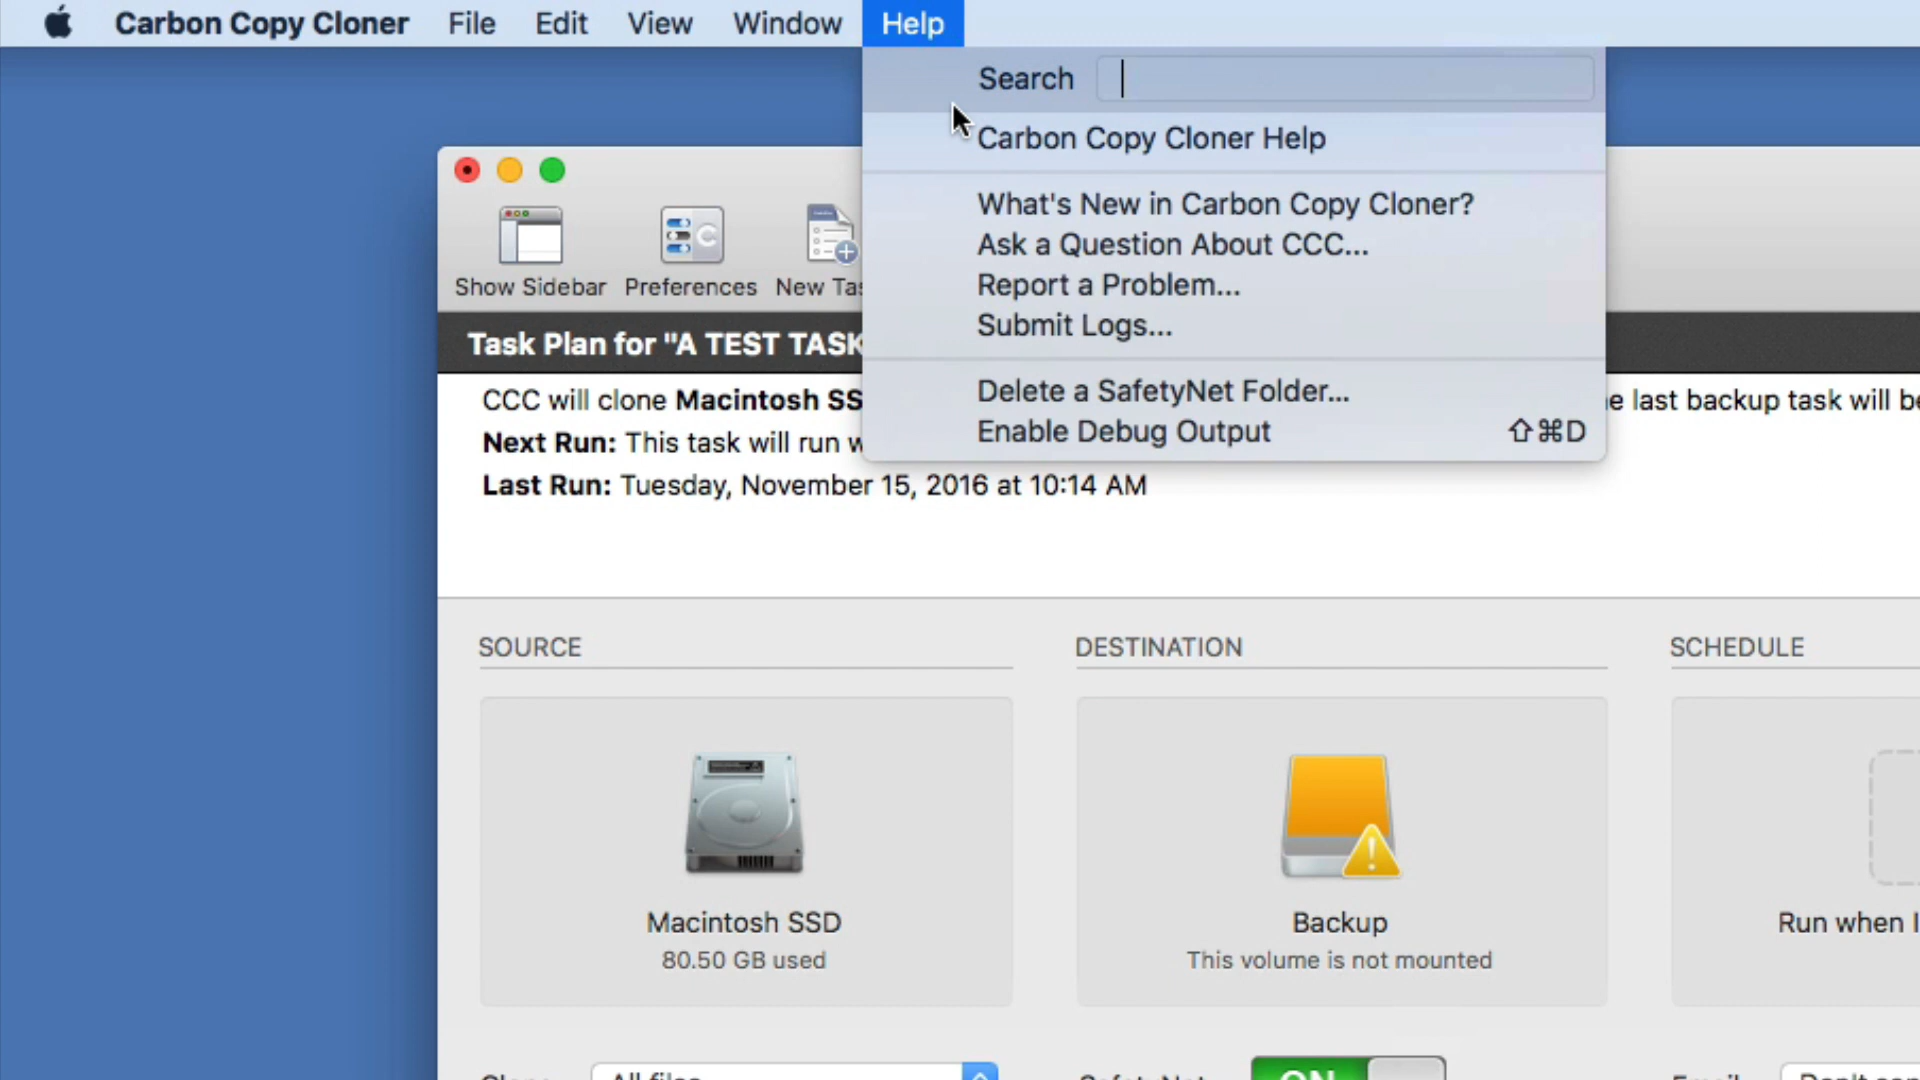 Carbon Copy Cloner File Edit View Window Help
Search
Carbon Copy Cloner Help
What's New in Carbon Copy Cloner?
Ask a Question About CCC...
Report a Problem...
Submit Logs...
Delete a SafetyNet Folder...
Enable Debug Output ⇧⌘D
Show Sidebar Preferences New
Task Plan for "A TEST TASK
CCC will clone Macintosh last backup task will
Next Run: This task will run
Last Run: Tuesday, November 15, 2016 at 10:14 AM
SOURCE DESTINATION SCHEDULE
Macintosh SSD Backup Run when I
80.50 GB used This volume is not mounted
All files ON